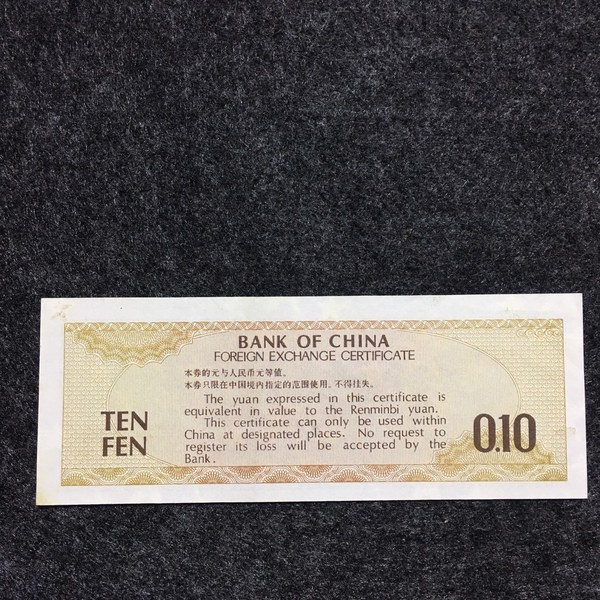 BANK OF CHINA
FOREIGN EXCHANGE CERTIFICATE
本券的元与人民币元等值。
本券只限在中国境内指定的范围使用，不得挂失。
The yuan expressed in this certificate is
equivalent in value to the Renminbi yuan.
This certificate can only be used within
China at designated places. No request to
register its loss will be accepted by the
Bank.
TEN
FEN
0.10